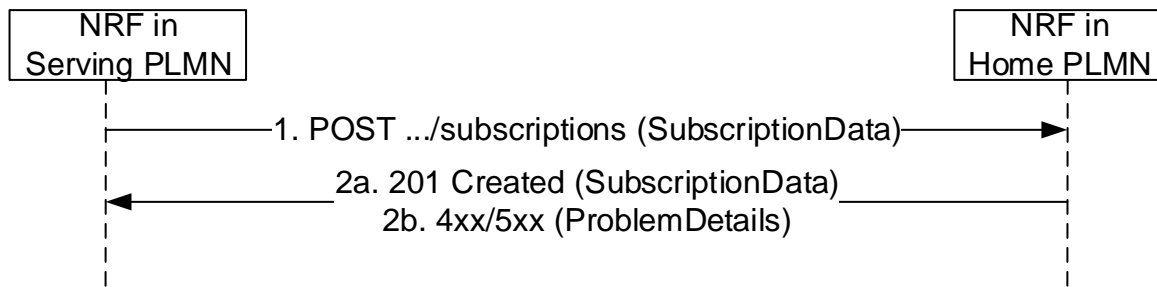 NRF in
Serving PLMN
NRF in
Home PLMN
1. POST .../subscriptions (SubscriptionData)
2a. 201 Created (SubscriptionData)
2b. 4xx/5xx (ProblemDetails)